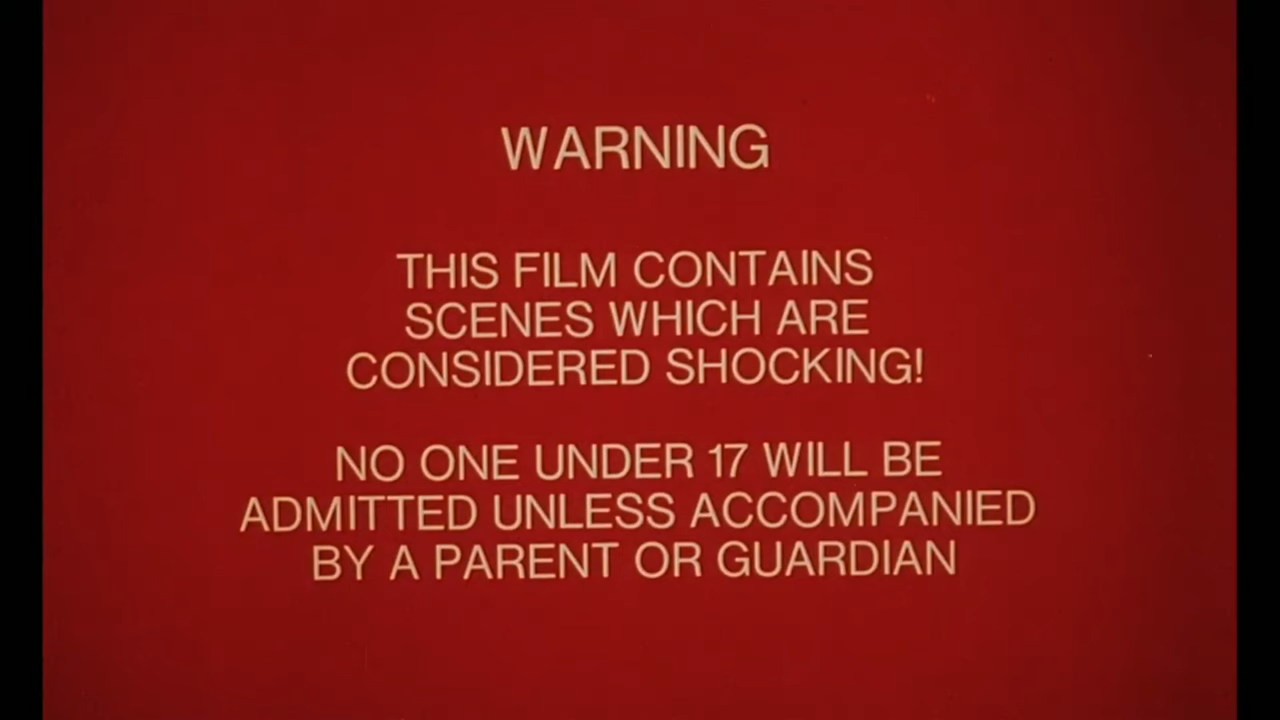 WARNING
THIS FILM CONTAINS
SCENES WHICH ARE
CONSIDERED SHOCKING!
NO ONE UNDER 17 WILL BE
ADMITTED UNLESS ACCOMPANIED
BY A PARENT OR GUARDIAN